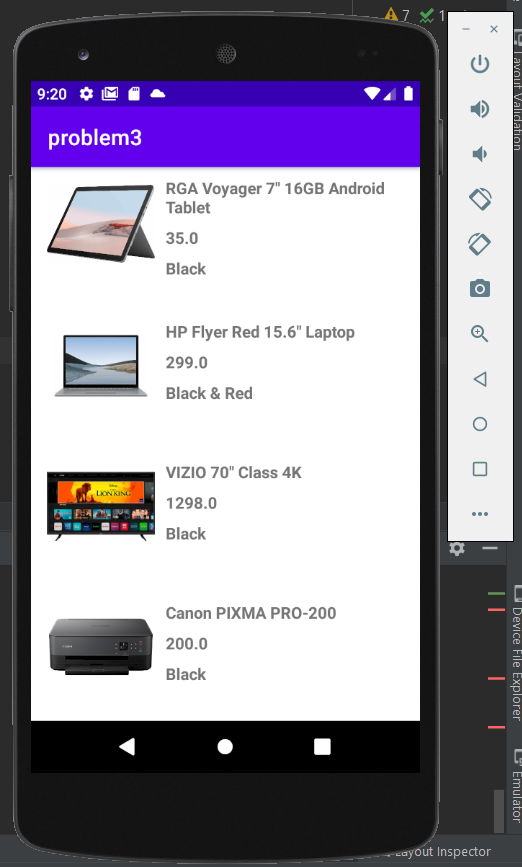 7 1
9:20
problem3
RGA Voyager 7" 16GB Android
Tablet
35.0
Black
HP Flyer Red 15.6" Laptop
299.0
Black & Red
LION KING
VIZIO 70" Class 4K
1298.0
Black
Canon PIXMA PRO-200
200.0
Black
Layout Validation
Device File Explorer
Emulator
Layout Inspector